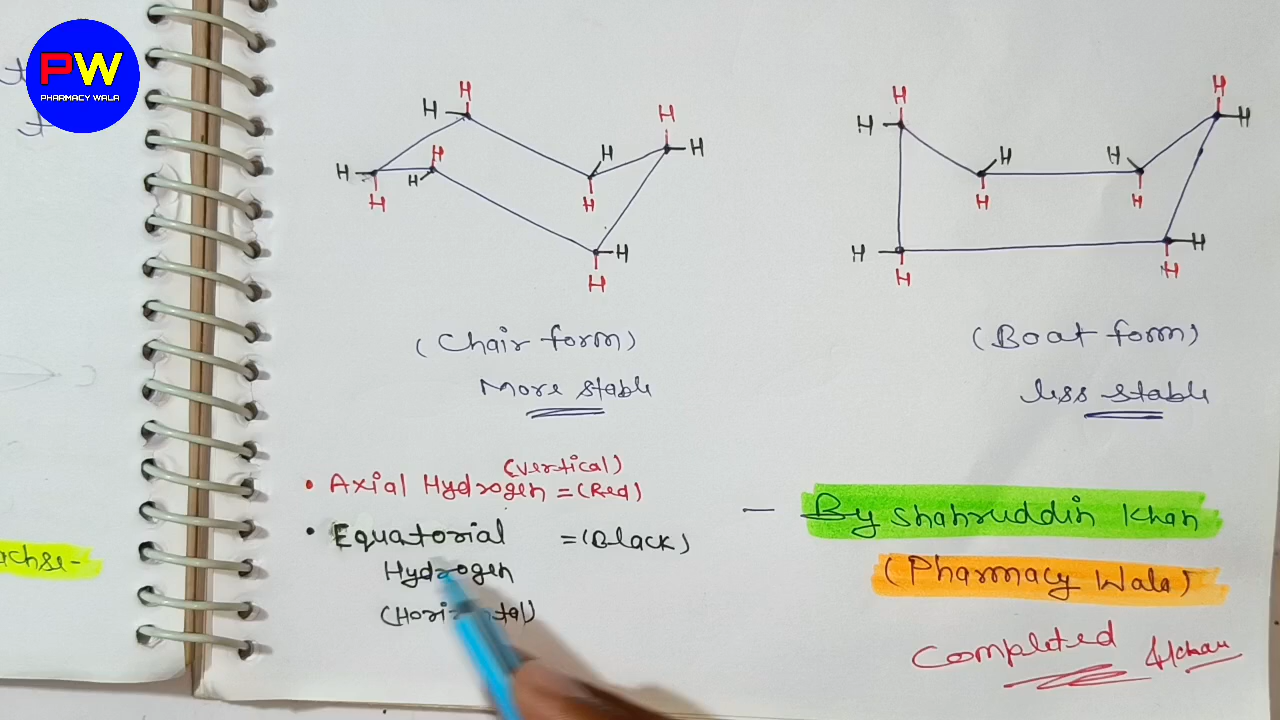 PW
PHARMACY WALA
t
t
H H H H H
H H H H H
H H H H
H H H
H H H
H H
H H H
H H
H H
H H
(Chair form)
More stable
(Boat form)
less stable
• Axial Hydrogen (Vertical) = (Red)
• Equatorial = (Black)
Hydrogen
— By Shahruddin Khan
(Pharmacy Wala)
Completed